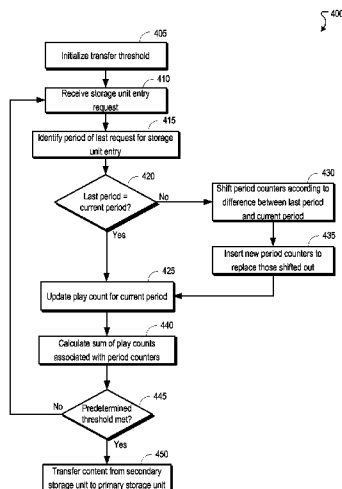 400
405
Initialize transfer threshold
410
Receive storage unit entry
request
415
Identify period of last request for storage
unit entry
420
Last period =
current period?
No
Yes
430
Shift period counters according to
difference between last period
and current period
435
Insert new period counters to
replace those shifted out
425
Update play count for current period
440
Calculate sum of play counts
associated with period counters
445
Predetermined
threshold met?
No
Yes
450
Transfer content from secondary
storage unit to primary storage unit